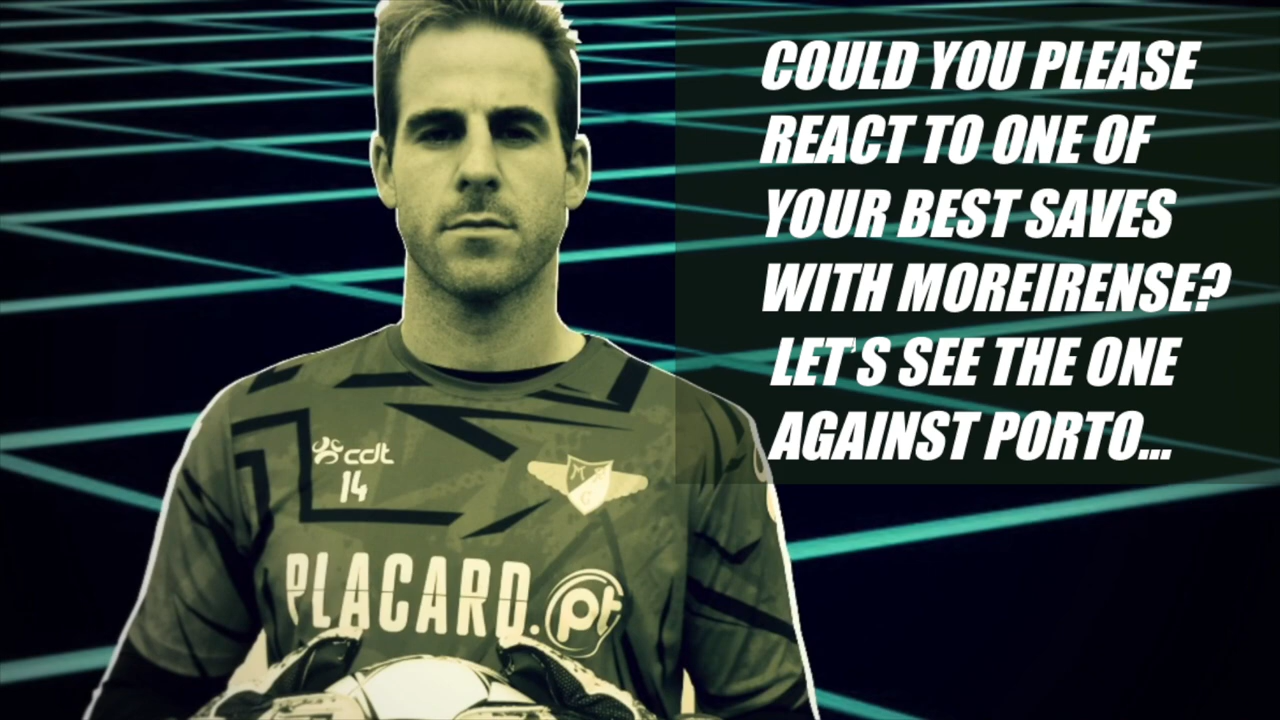 COULD YOU PLEASE
REACT TO ONE OF
YOUR BEST SAVES
WITH MOREIRENSE?
LET'S SEE THE ONE
AGAINST PORTO...
cdt
14
M F C
PLACARD.pt